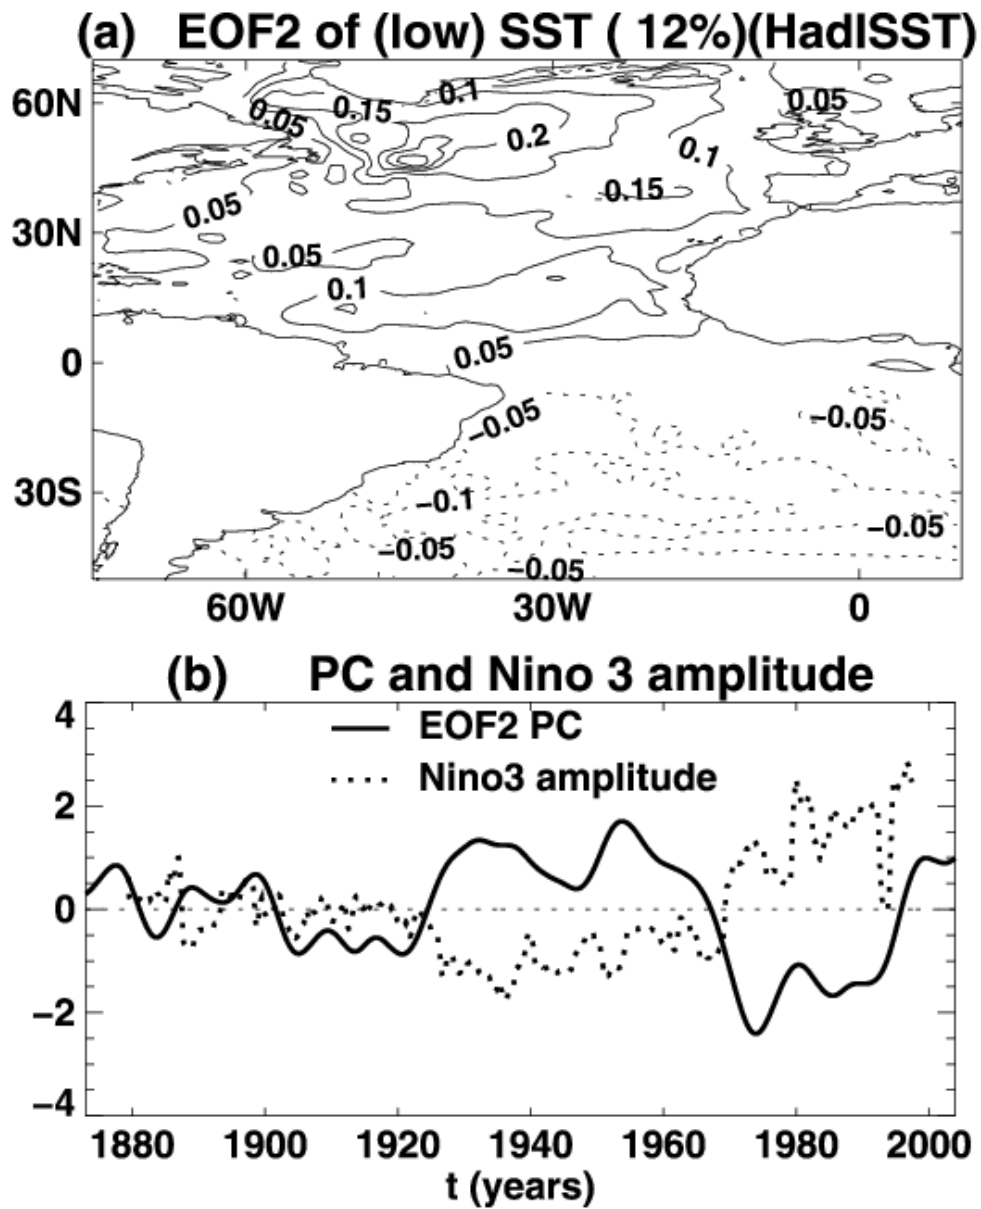 (a) EOF2 of (low) SST ( 12%)(HadISST)
60N
0.05
0.15
0.1
0.05
0.2
0.1
0.15
0.05
30N
0.05
0.1
0
0.05
−0.05
−0.05
30S
−0.1
−0.05
−0.05
−0.05
60W 30W 0
(b) PC and Nino 3 amplitude
4
EOF2 PC
Nino3 amplitude
2
0
−2
−4
1880 1900 1920 1940 1960 1980 2000
t (years)